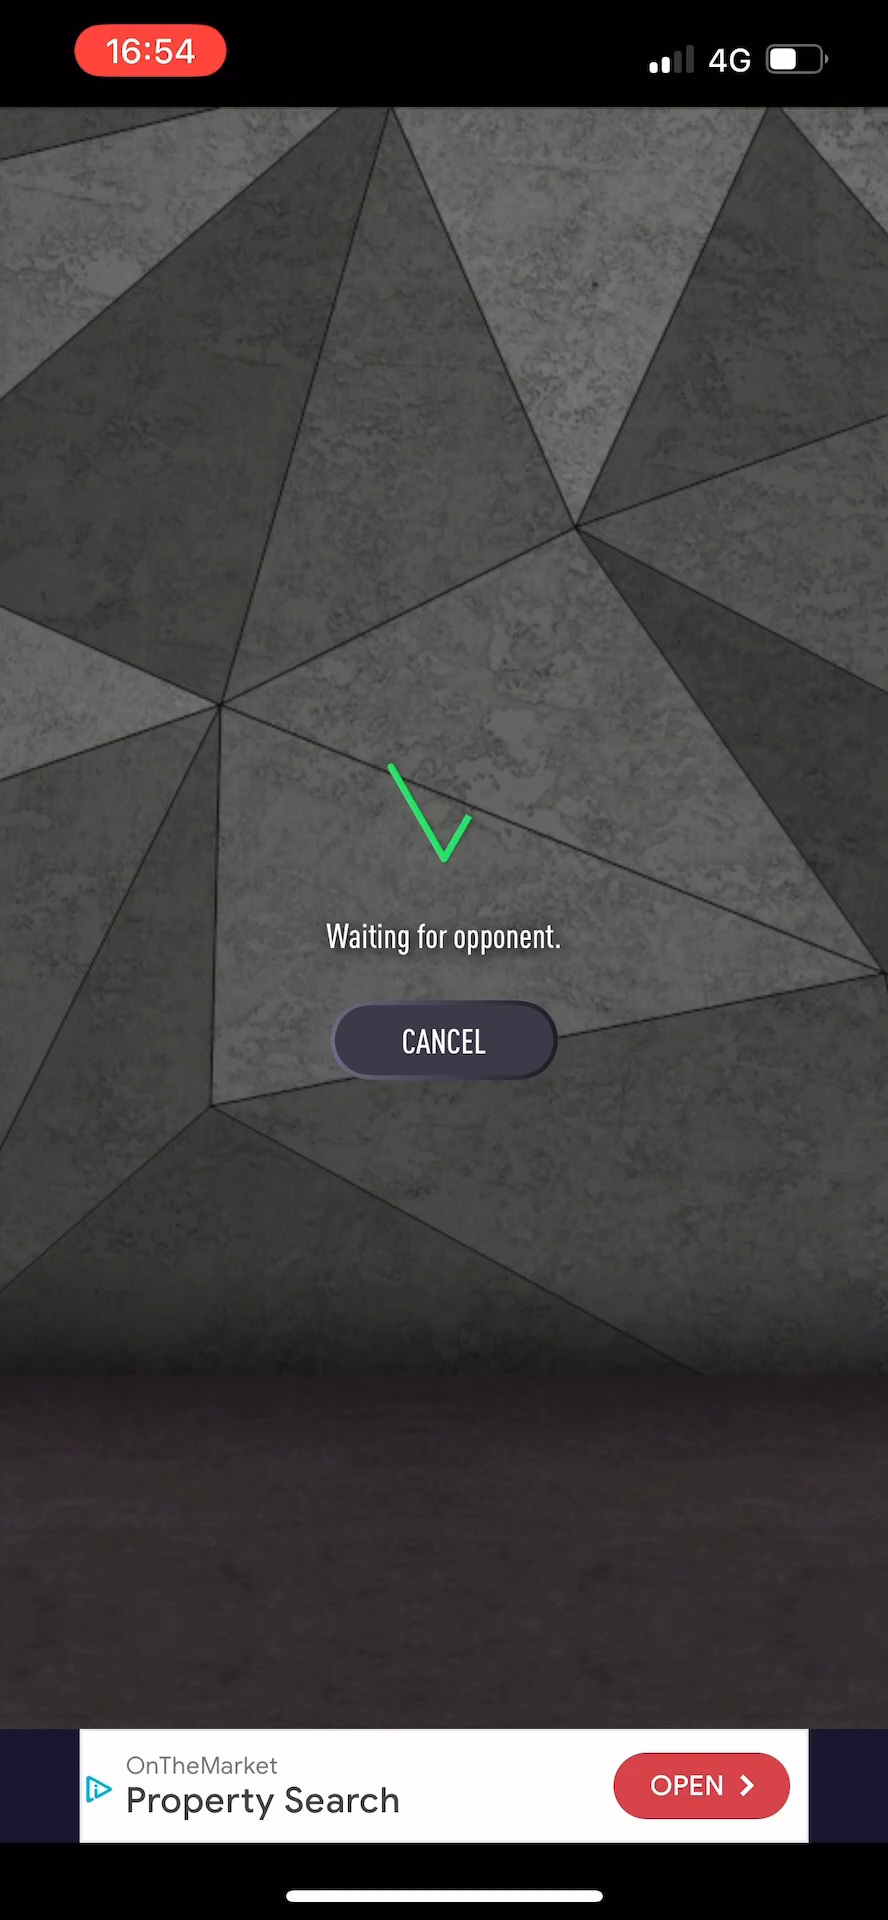 16:54
4G
Waiting for opponent.
CANCEL
OnTheMarket
Property Search
OPEN